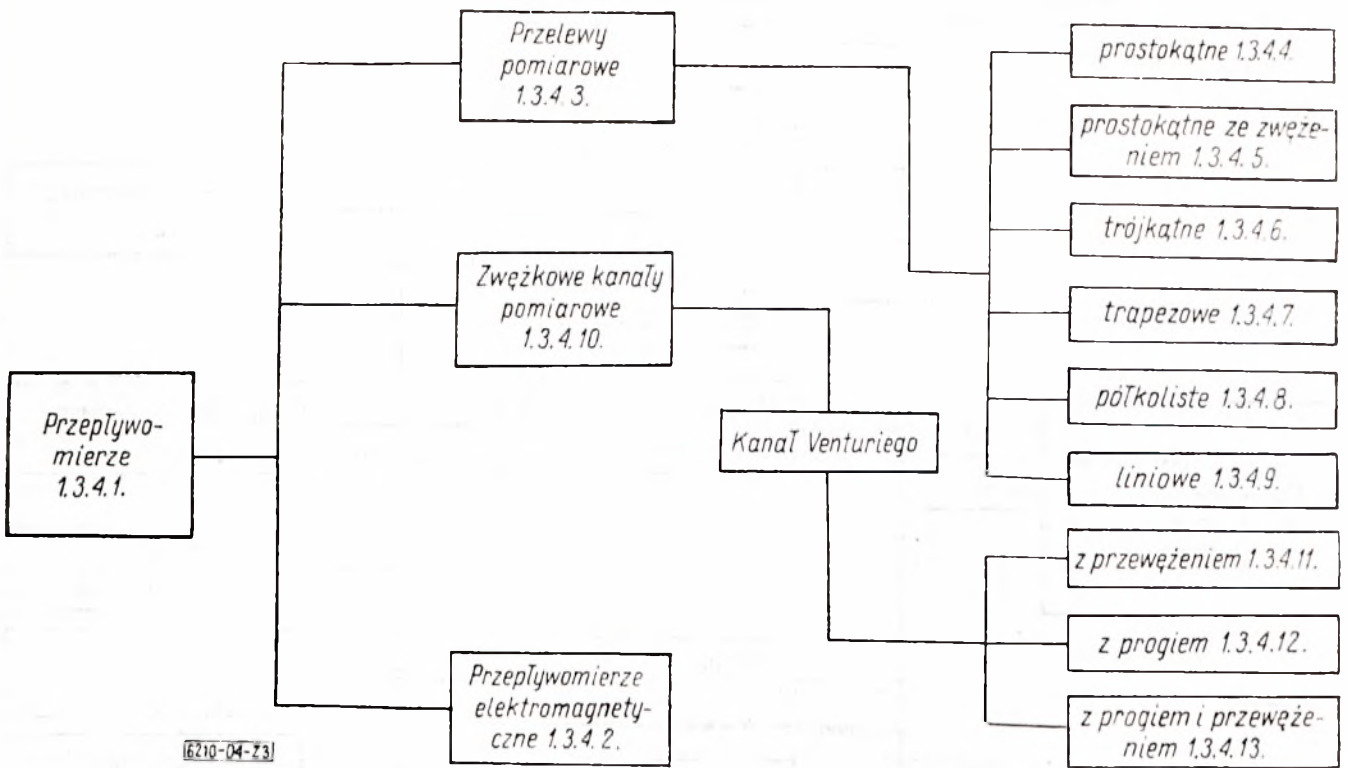 Przepływo-
mierze
1.3.4.1.
Przelewy
pomiarowe
1.3.4.3.
Zwężkowe kanały
pomiarowe
1.3.4.10.
Przepływomierze
elektromagnety-
czne 1.3.4.2.
Kanał Venturiego
prostokątne 1.3.4.4.
prostokątne ze zwęże-
niem 1.3.4.5.
trójkątne 1.3.4.6.
trapezowe 1.3.4.7.
półkoliste 1.3.4.8.
liniowe 1.3.4.9.
z przewężeniem 1.3.4.11.
z progiem 1.3.4.12.
z progiem i przewęże-
niem 1.3.4.13.
6210-04-Z3